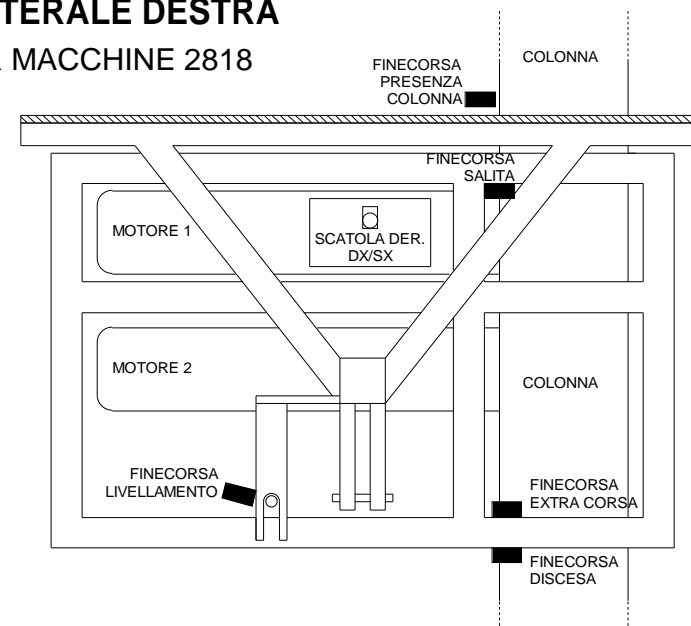 TERALE DESTRA
MACCHINE 2818
FINECORSA
PRESENZA
COLONNA
COLONNA
FINECORSA
SALITA
MOTORE 1
SCATOLA DER.
DX/SX
MOTORE 2
COLONNA
FINECORSA
LIVELLAMENTO
FINECORSA
EXTRA CORSA
FINECORSA
DISCESA